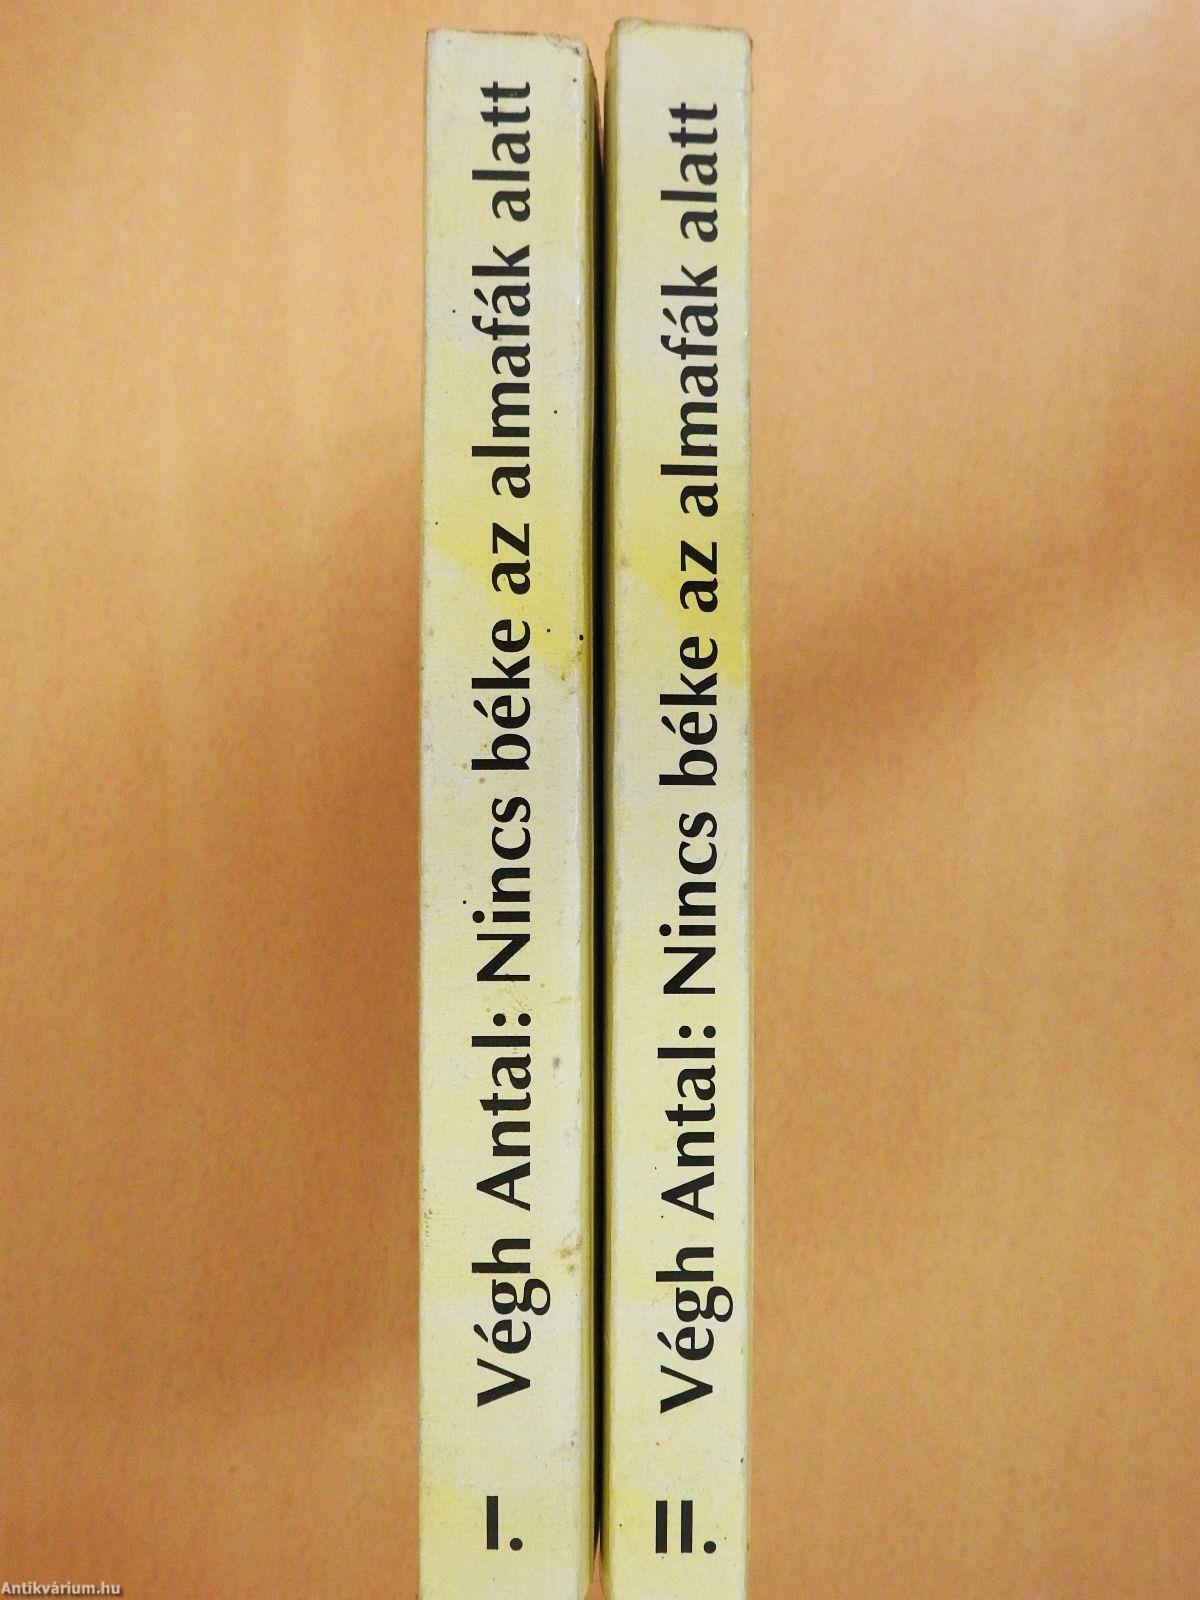 I. Végh Antal: Nincs béke az almafák alatt
II. Végh Antal: Nincs béke az almafák alatt
Antikvárium.hu